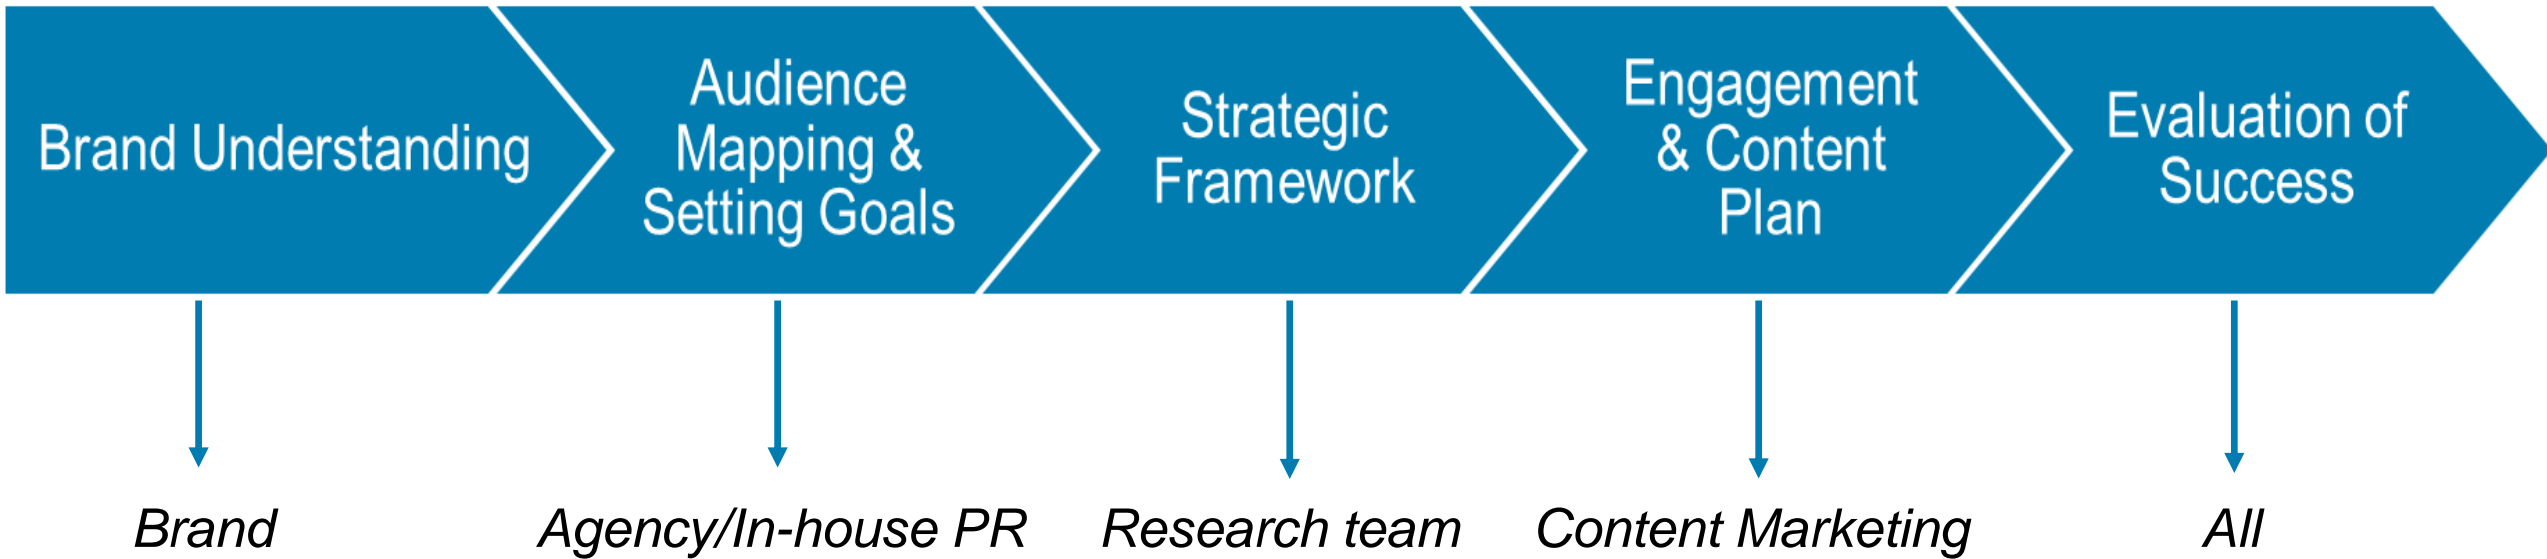 Brand Understanding
Audience
Mapping &
Setting Goals
Strategic
Framework
Engagement
& Content
Plan
Evaluation of
Success
Brand
Agency/In-house PR
Research team
Content Marketing
All